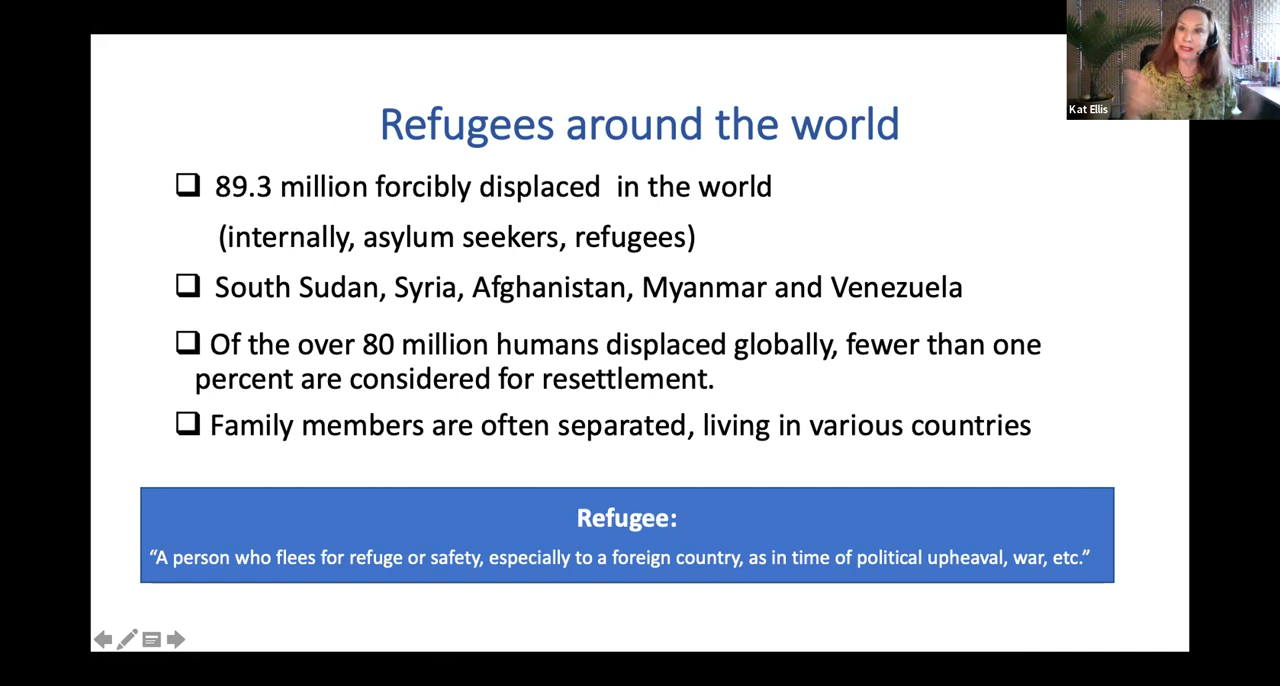 Kat Ellis
Refugees around the world
89.3 million forcibly displaced  in the world
(internally, asylum seekers, refugees)
South Sudan, Syria, Afghanistan, Myanmar and Venezuela
Of the over 80 million humans displaced globally, fewer than one
percent are considered for resettlement.
Family members are often separated, living in various countries
Refugee:
“A person who flees for refuge or safety, especially to a foreign country, as in time of political upheaval, war, etc.”